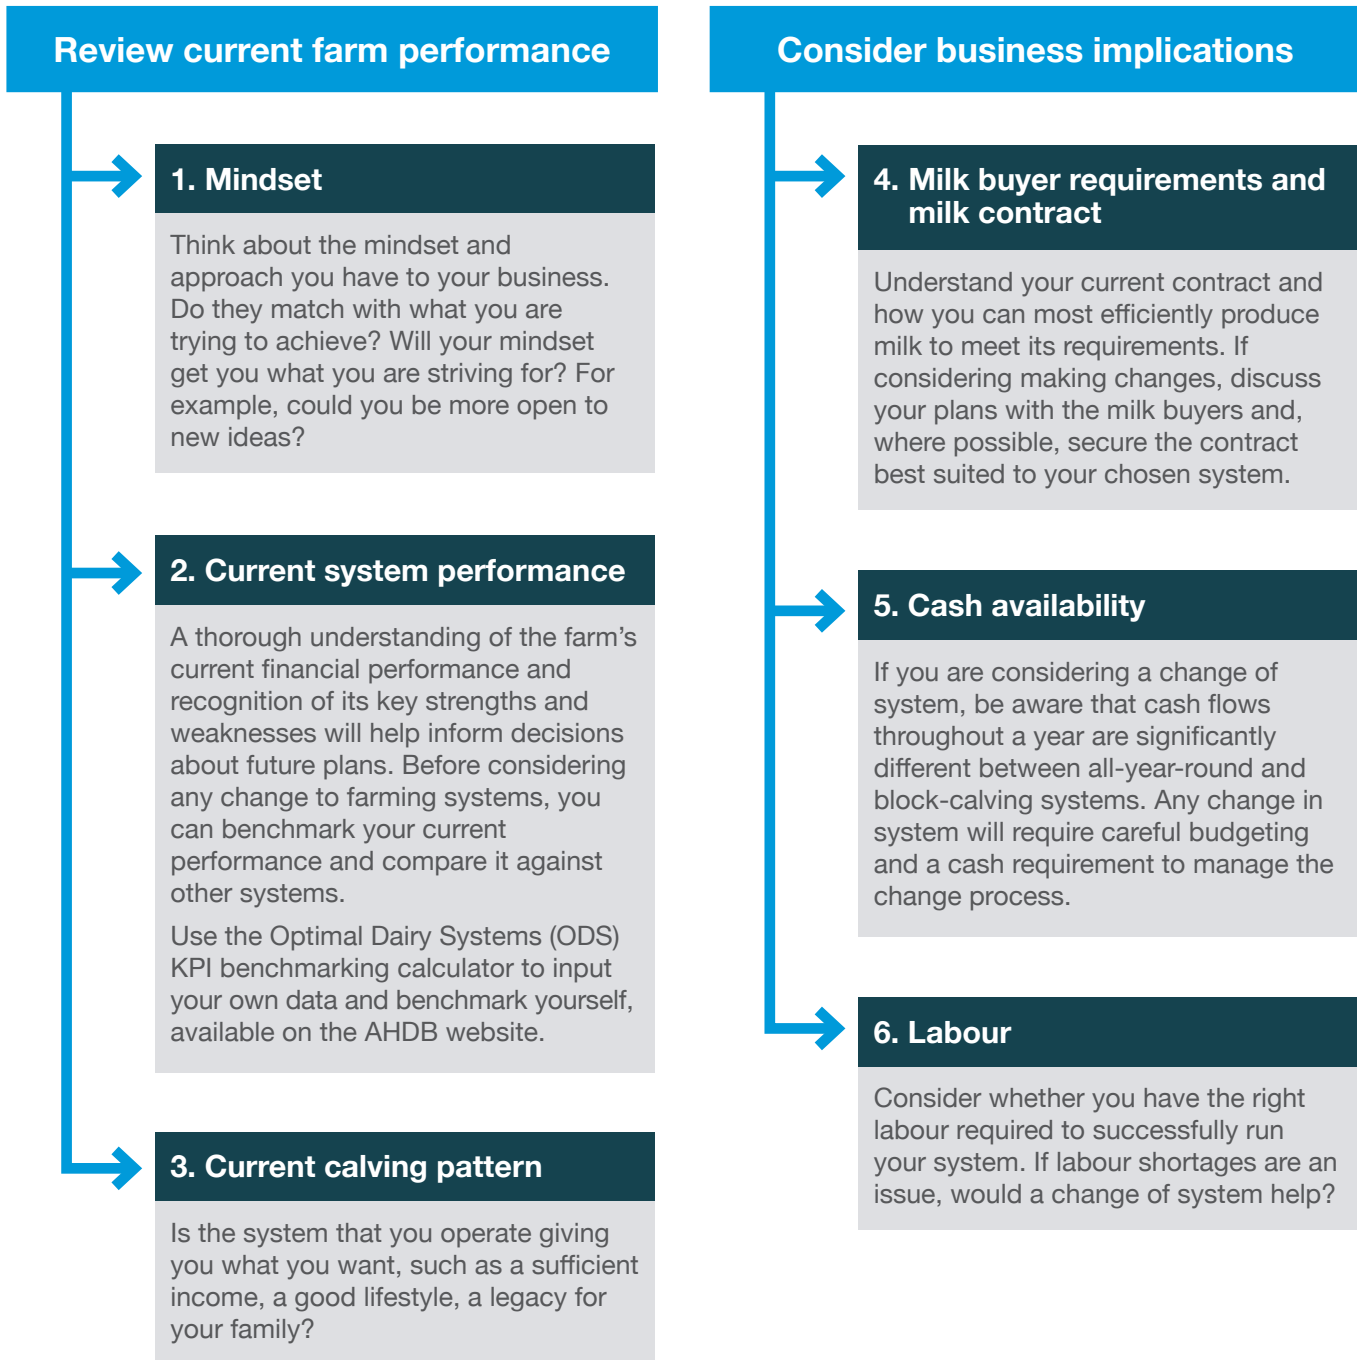 Review current farm performance
1. Mindset
Think about the mindset and
approach you have to your business.
Do they match with what you are
trying to achieve? Will your mindset
get you what you are striving for? For
example, could you be more open to
new ideas?
2. Current system performance
A thorough understanding of the farm’s
current financial performance and
recognition of its key strengths and
weaknesses will help inform decisions
about future plans. Before considering
any change to farming systems, you
can benchmark your current
performance and compare it against
other systems.
Use the Optimal Dairy Systems (ODS)
KPI benchmarking calculator to input
your own data and benchmark yourself,
available on the AHDB website.
3. Current calving pattern
Is the system that you operate giving
you what you want, such as a sufficient
income, a good lifestyle, a legacy for
your family?
Consider business implications
4. Milk buyer requirements and
milk contract
Understand your current contract and
how you can most efficiently produce
milk to meet its requirements. If
considering making changes, discuss
your plans with the milk buyers and,
where possible, secure the contract
best suited to your chosen system.
5. Cash availability
If you are considering a change of
system, be aware that cash flows
throughout a year are significantly
different between all-year-round and
block-calving systems. Any change in
system will require careful budgeting
and a cash requirement to manage the
change process.
6. Labour
Consider whether you have the right
labour required to successfully run
your system. If labour shortages are an
issue, would a change of system help?